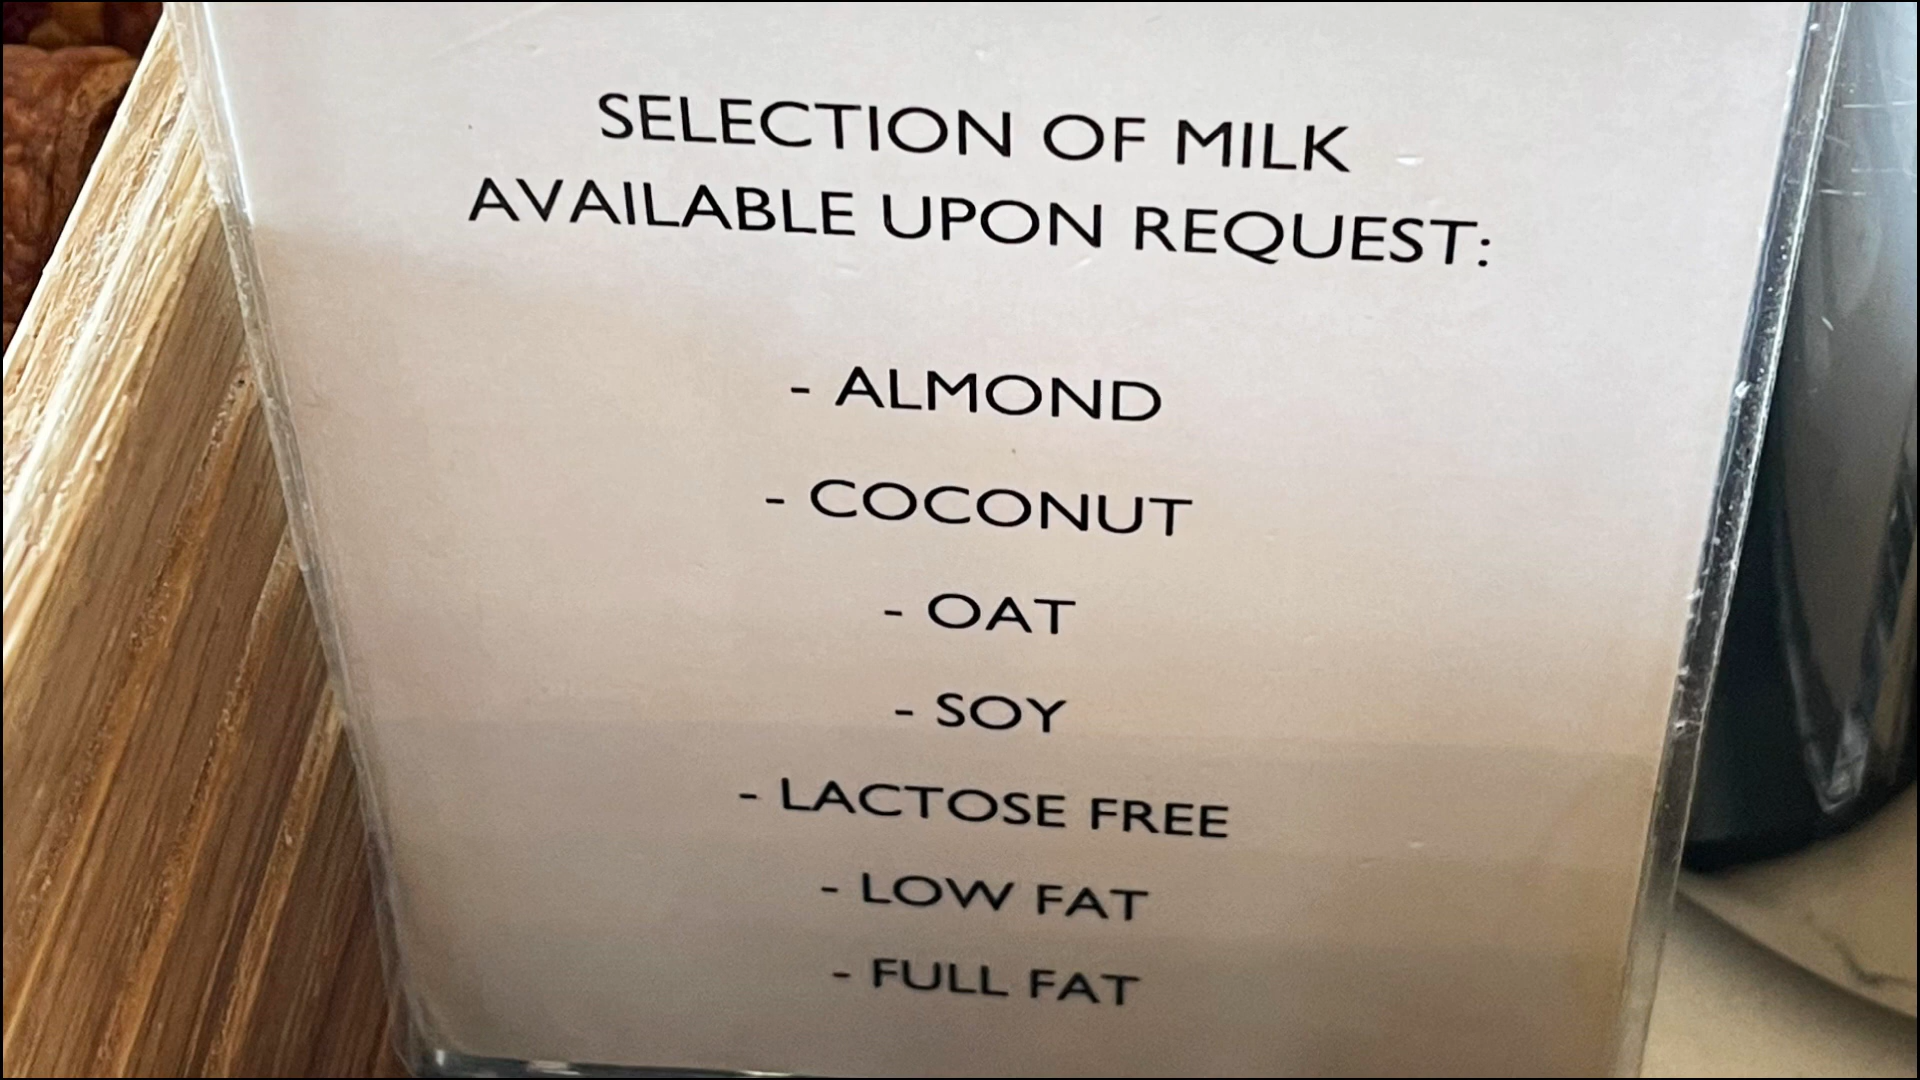 SELECTION OF MILK
AVAILABLE UPON REQUEST:
- ALMOND
- COCONUT
- OAT
- SOY
- LACTOSE FREE
- LOW FAT
- FULL FAT